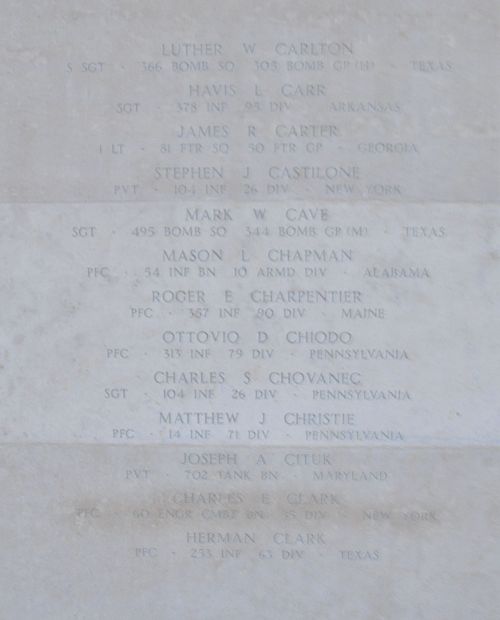 LUTHER W CARLTON
S SGT · 366 BOMB SQ 305 BOMB GP (H) · TEXAS
HAVIS L CARR
SGT · 378 INF 95 DIV · ARKANSAS
JAMES R CARTER
1 LT · 81 FTR SQ 50 FTR GP · GEORGIA
STEPHEN J CASTILONE
PVT · 104 INF 26 DIV · NEW YORK
MARK W CAVE
SGT · 495 BOMB SQ 344 BOMB GP (M) · TEXAS
MASON L CHAPMAN
PFC · 54 INF BN 10 ARMD DIV · ALABAMA
ROGER E CHARPENTIER
PFC · 357 INF 90 DIV · MAINE
OTTOVIO D CHIODO
PFC · 313 INF 79 DIV · PENNSYLVANIA
CHARLES S CHOVANEC
SGT · 104 INF 26 DIV · PENNSYLVANIA
MATTHEW J CHRISTIE
PFC · 14 INF 71 DIV · PENNSYLVANIA
JOSEPH A CITUK
PVT · 702 TANK BN · MARYLAND
CHARLES E CLARK
PFC · 60 ENGR CMBT BN 35 DIV · NEW YORK
HERMAN CLARK
PFC · 253 INF 63 DIV · TEXAS